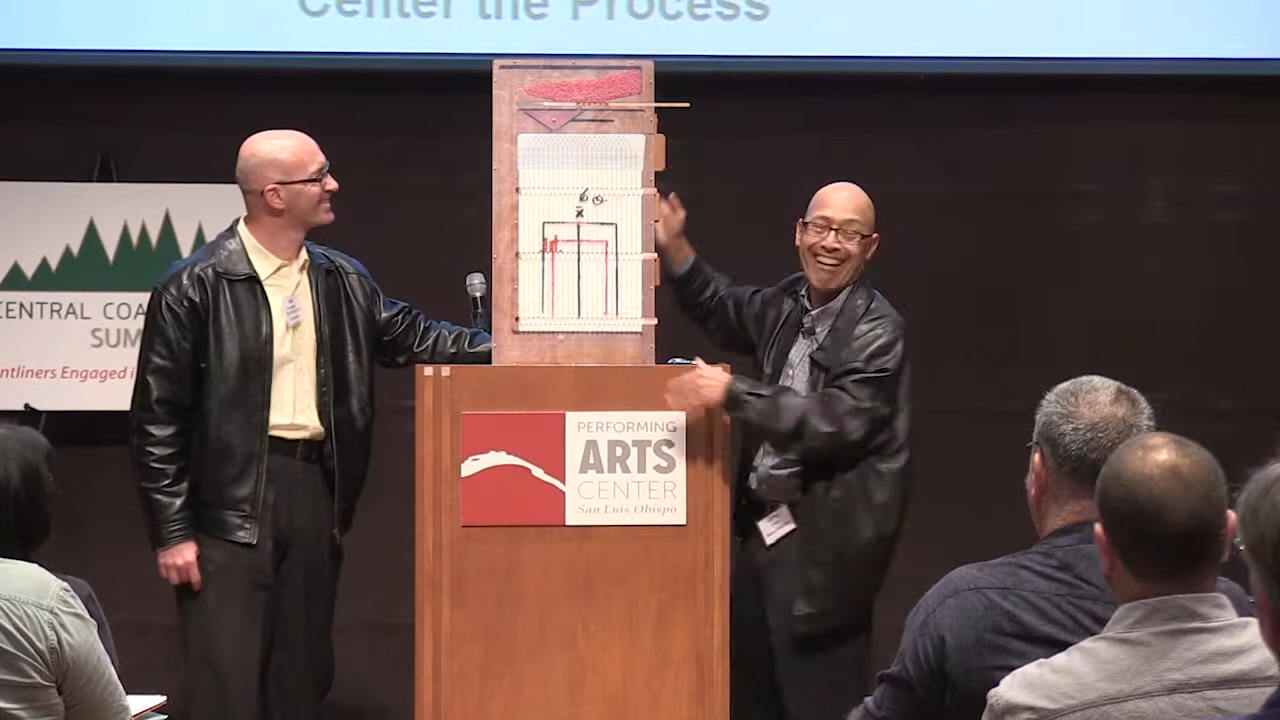 Center the Process
CENTRAL COA
SUM
ntliners Engaged i
PERFORMING
ARTS
CENTER
San Luis Obispo